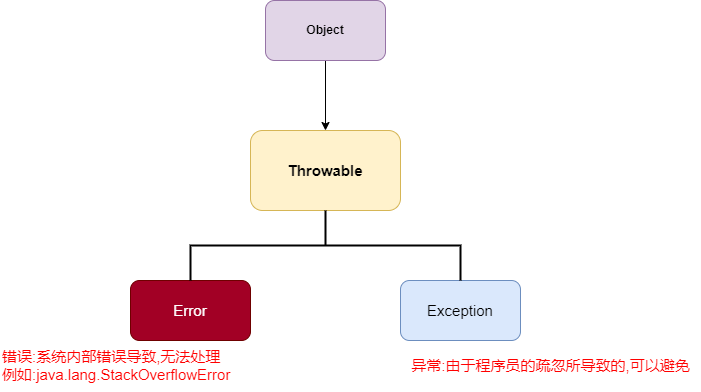 Object
Throwable
Error
Exception
错误:系统内部错误导致,无法处理
例如:java.lang.StackOverflowError
异常:由于程序员的疏忽所导致的,可以避免